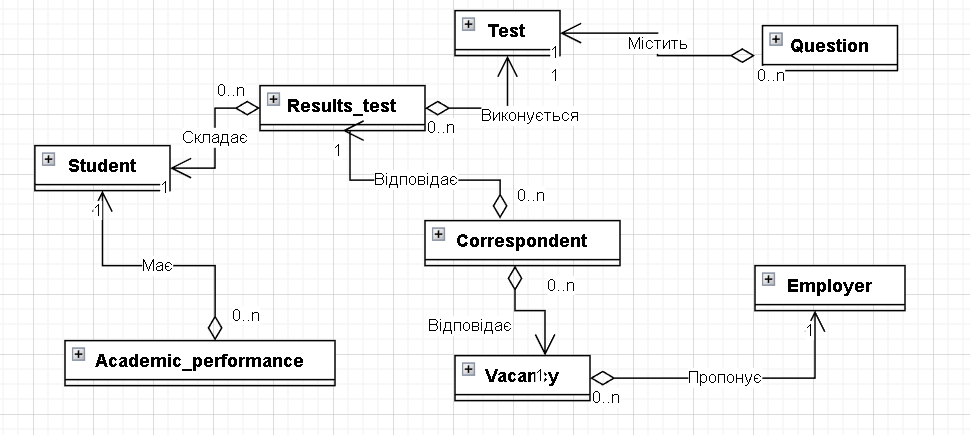 Test
1
1
Містить
Question
0..n
0..n
Results_test
0..n
Виконується
Складає
1
Student
1
Відповідає
0..n
1
Correspondent
0..n
Має
Employer
1
0..n
Відповідає
Academic_performance
Vacancy
1
Пропонує
0..n